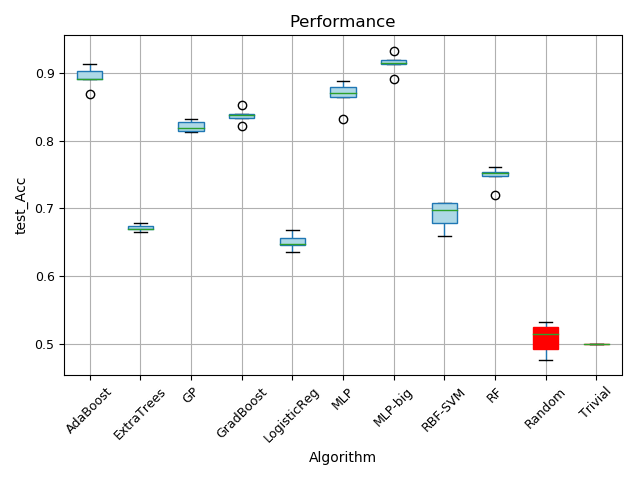 Performance
test_Acc
0.9
0.8
0.7
0.6
0.5
AdaBoost
ExtraTrees
GP
GradBoost
LogisticReg
MLP
MLP-big
RBF-SVM
RF
Random
Trivial
Algorithm